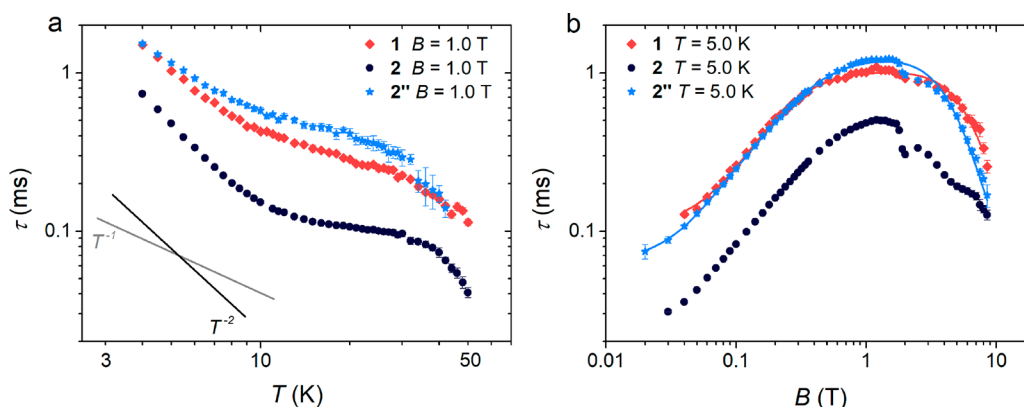 a
1 B = 1.0 T
2 B = 1.0 T
2" B = 1.0 T
τ (ms)
1
0.1
T⁻¹
T⁻²
3
10
50
T (K)
b
1 T = 5.0 K
2 T = 5.0 K
2" T = 5.0 K
τ (ms)
1
0.1
0.01
0.1
1
10
B (T)